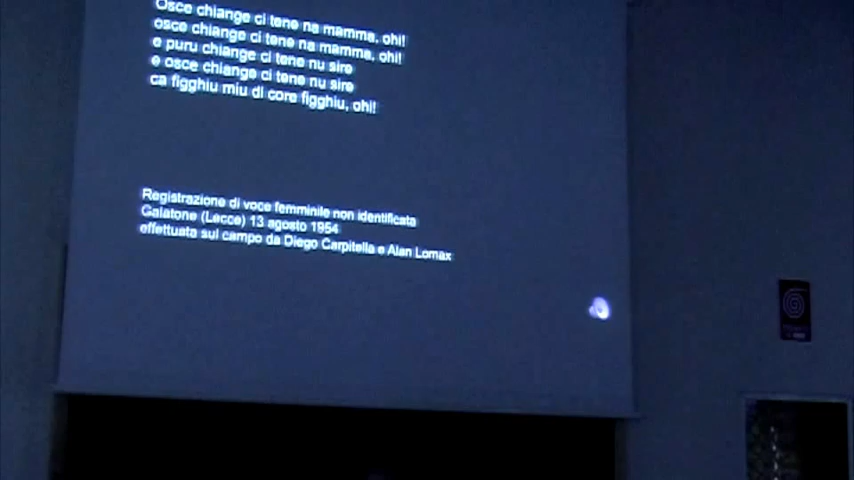 Osce chiange ci tene na mamma, ohi!
osce chiange ci tene na mamma, ohi!
e puru chiange ci tene nu sire
e osce chiange ci tene nu sire
ca figghiu miu di core figghiu, ohi!
Registrazione di voce femminile non identificata
Galatone (Lecce) 13 agosto 1954
effettuata sul campo da Diego Carpitella e Alan Lomax